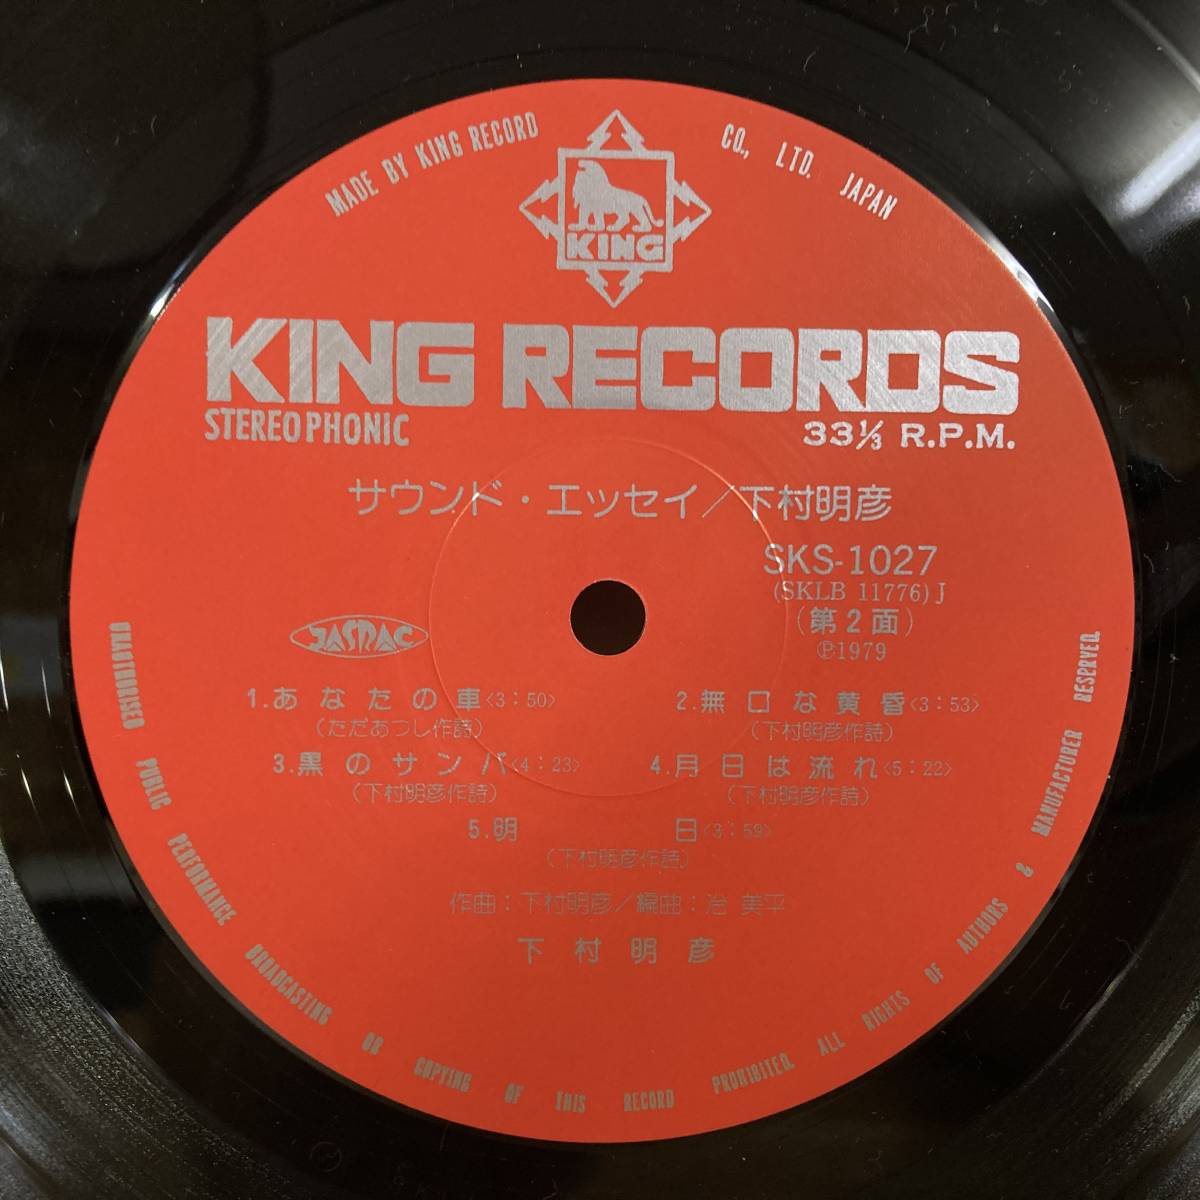 MADE BY KING RECORD CO., LTD. JAPAN
KING
KING RECORDS
STEREOPHONIC
33⅓ R.P.M.
サウンド・エッセイ／下村明彦
SKS-1027
(SKLB 11776)J
(第2面)
℗1979
JASRAC
1.あなたの車<3:50>
(ただあつし作詩)
2.無口な黄昏<3:53>
(下村明彦作詩)
3.黒のサンバ<4:23>
(下村明彦作詩)
4.月日は流れ<5:22>
(下村明彦作詩)
5.明日<3:59>
(下村明彦作詩)
作曲:下村明彦／編曲:治 美平
下村明彦
UNAUTHORISED PUBLIC PERFORMANCE BROADCASTING OR COPYING OF THIS RECORD PROHIBITED. ALL RIGHTS OF AUTHORS & MANUFACTURER RESERVED.